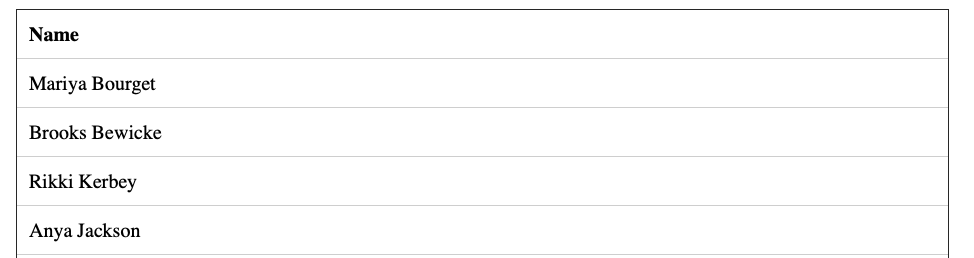 Name
Mariya Bourget
Brooks Bewicke
Rikki Kerbey
Anya Jackson